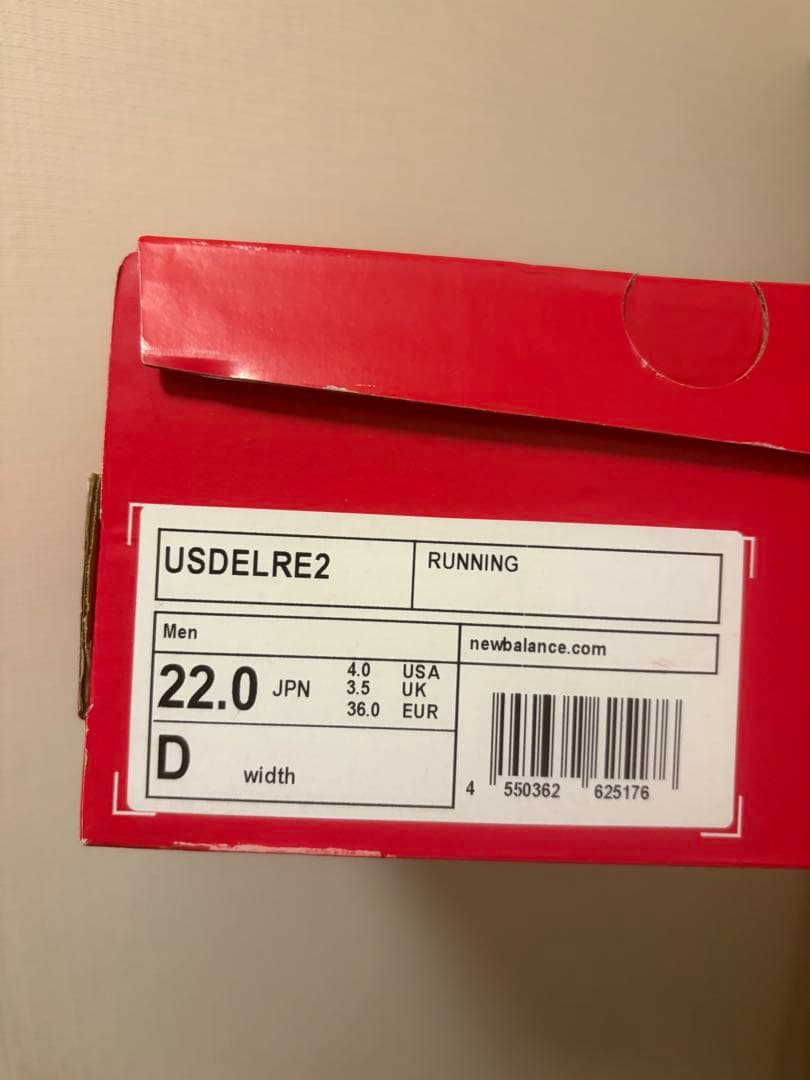 USDELRE2
RUNNING
Men
newbalance.com
22.0 JPN
4.0 USA
3.5 UK
36.0 EUR
D width
4 550362 625176